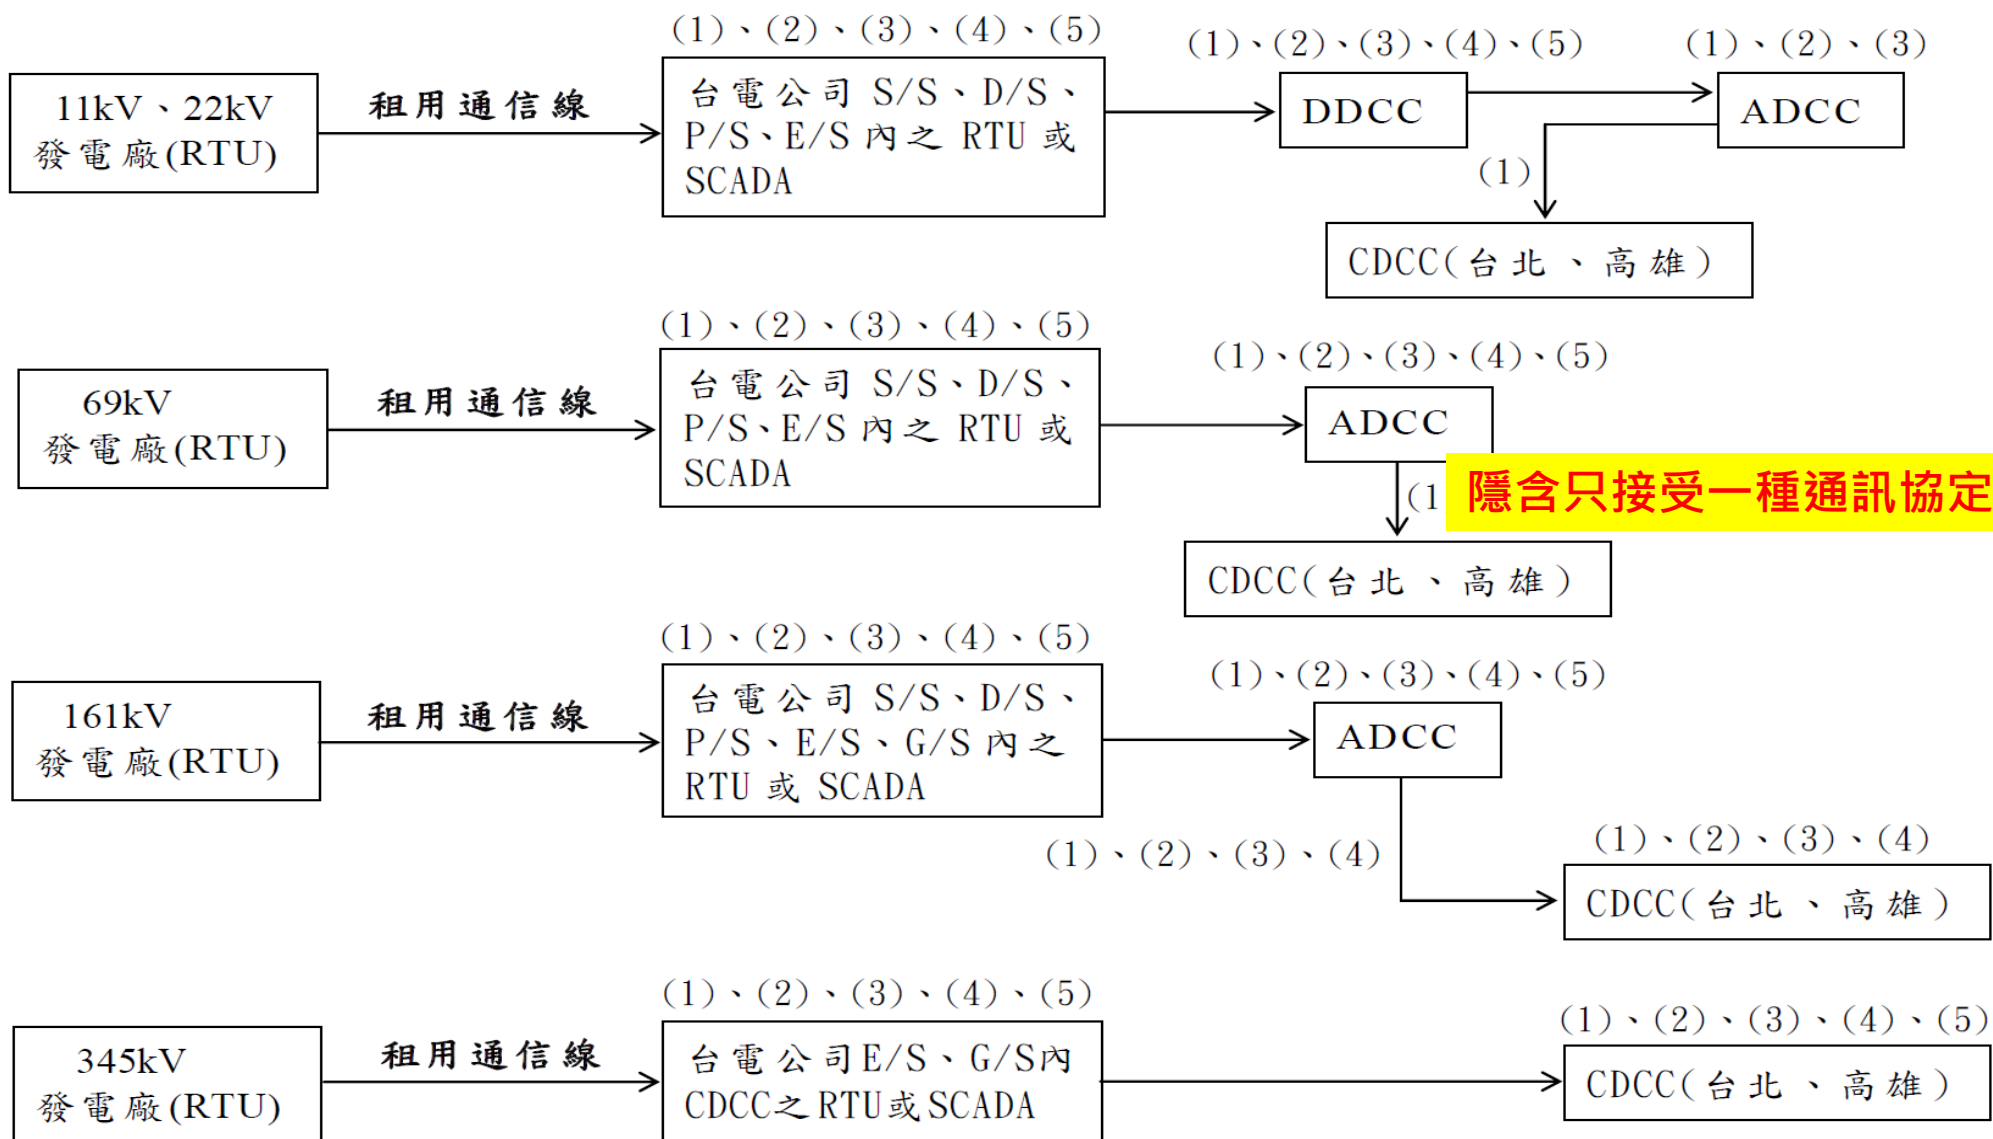 (1)、(2)、(3)、(4)、(5)
(1)、(2)、(3)、(4)、(5)
(1)、(2)、(3)
11kV、22kV
發電廠(RTU)
租用通信線
台電公司 S/S、D/S、
P/S、E/S 內之 RTU 或
SCADA
DDCC
ADCC
(1)
CDCC(台北、高雄)
(1)、(2)、(3)、(4)、(5)
(1)、(2)、(3)、(4)、(5)
69kV
發電廠(RTU)
租用通信線
台電公司 S/S、D/S、
P/S、E/S 內之 RTU 或
SCADA
ADCC
(1
隱含只接受一種通訊協定
CDCC(台北、高雄)
(1)、(2)、(3)、(4)、(5)
(1)、(2)、(3)、(4)、(5)
161kV
發電廠(RTU)
租用通信線
台電公司 S/S、D/S、
P/S、E/S、G/S 內之
RTU 或 SCADA
ADCC
(1)、(2)、(3)、(4)
(1)、(2)、(3)、(4)
CDCC(台北、高雄)
(1)、(2)、(3)、(4)、(5)
(1)、(2)、(3)、(4)、(5)
345kV
發電廠(RTU)
租用通信線
台電公司E/S、G/S內
CDCC之RTU或SCADA
CDCC(台北、高雄)